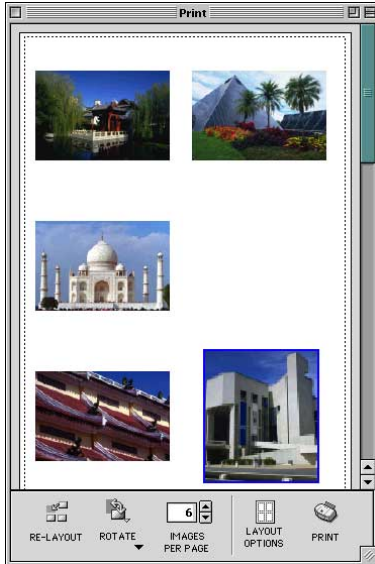 Print
6
RE-LAYOUT
ROTATE
IMAGES
PER PAGE
LAYOUT
OPTIONS
PRINT